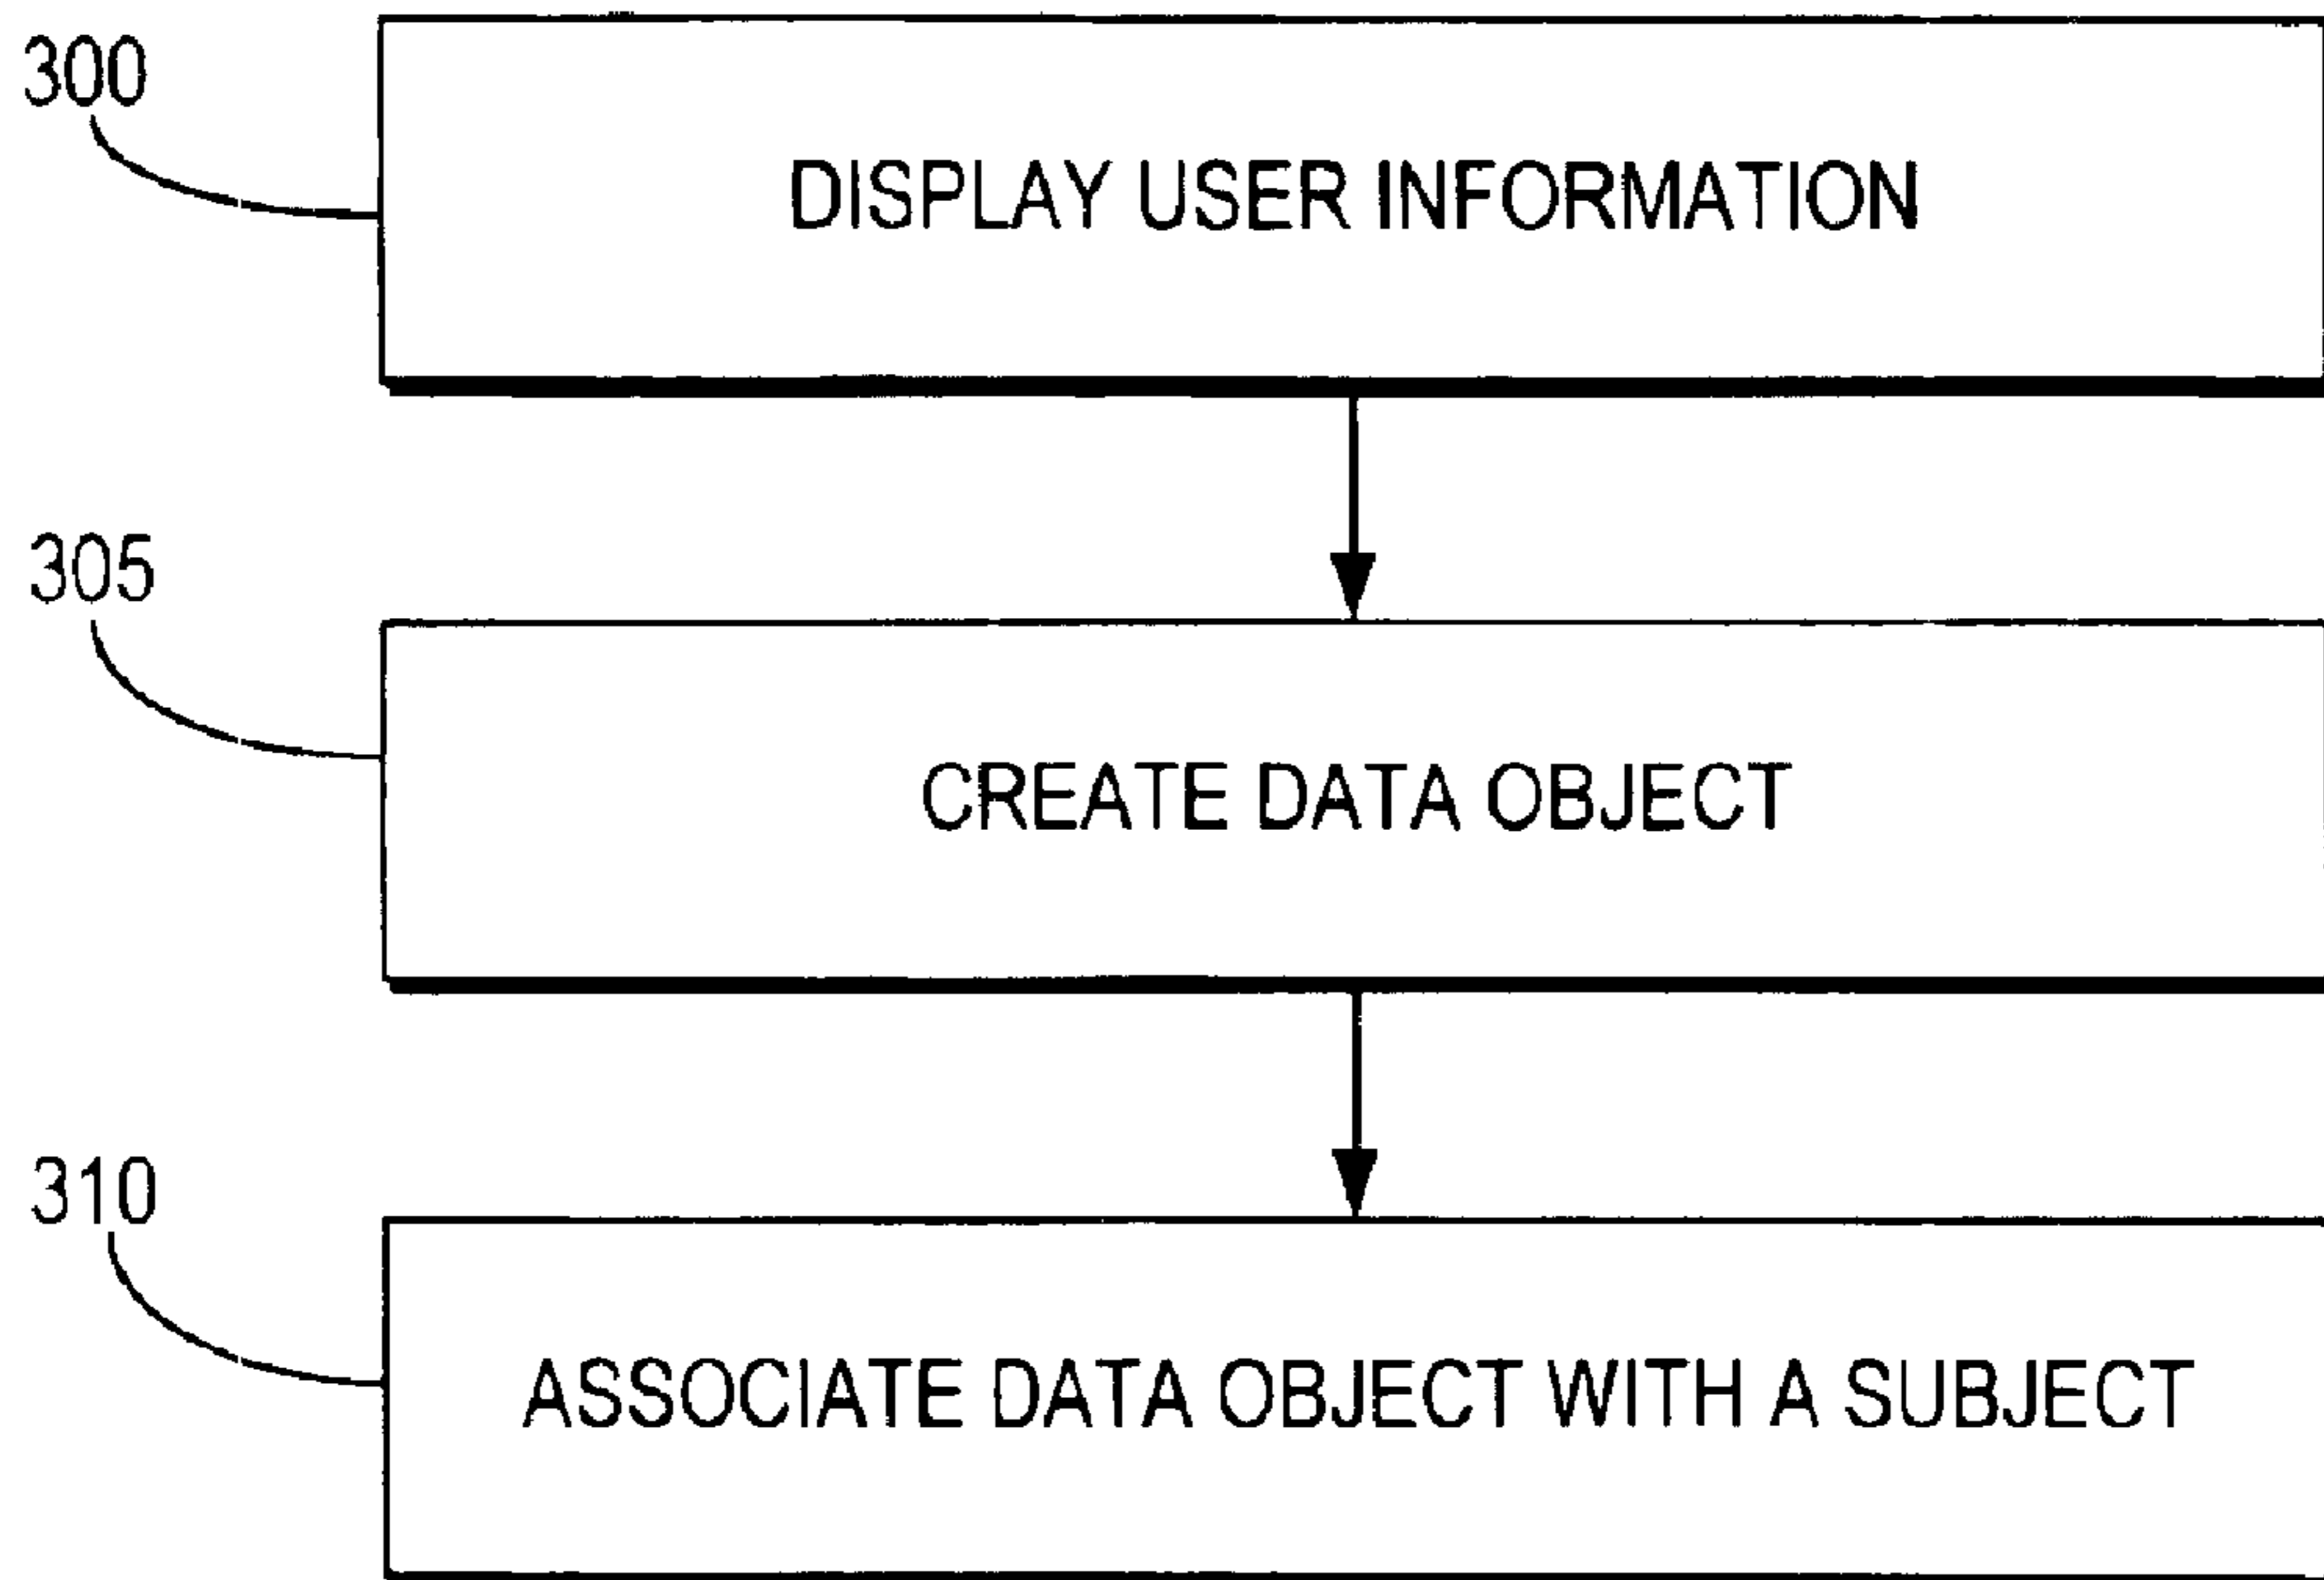 300
DISPLAY USER INFORMATION
305
CREATE DATA OBJECT
310
ASSOCIATE DATA OBJECT WITH A SUBJECT